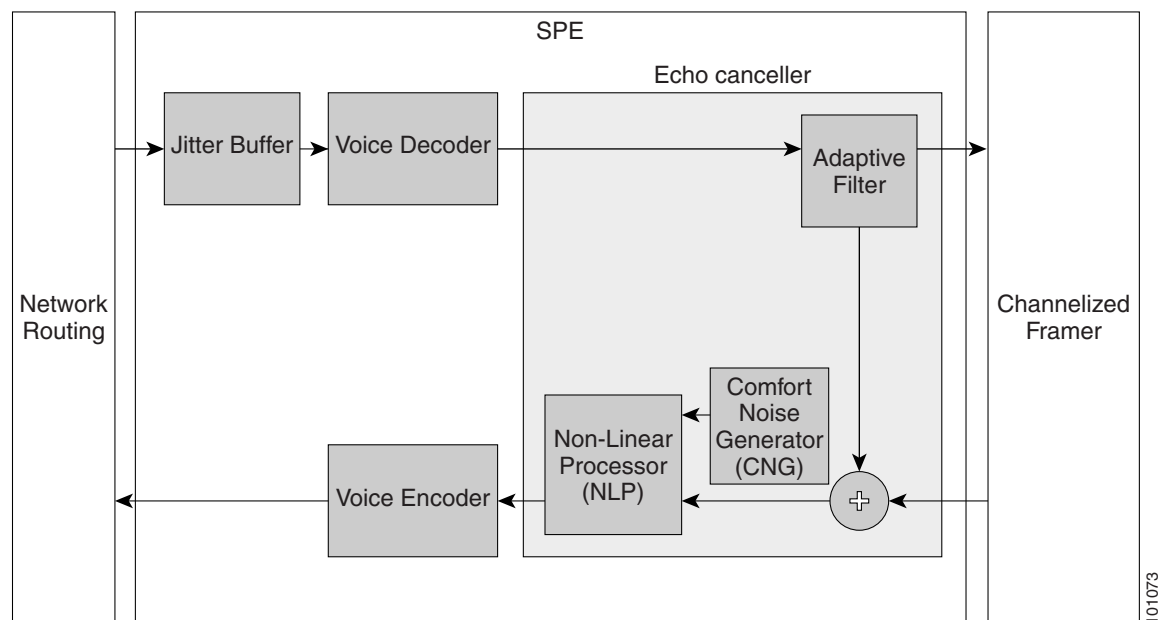 SPE
Echo canceller
Jitter Buffer
Voice Decoder
Adaptive
Filter
Network
Routing
Channelized
Framer
Comfort
Noise
Generator
(CNG)
Non-Linear
Processor
(NLP)
Voice Encoder
+
101073